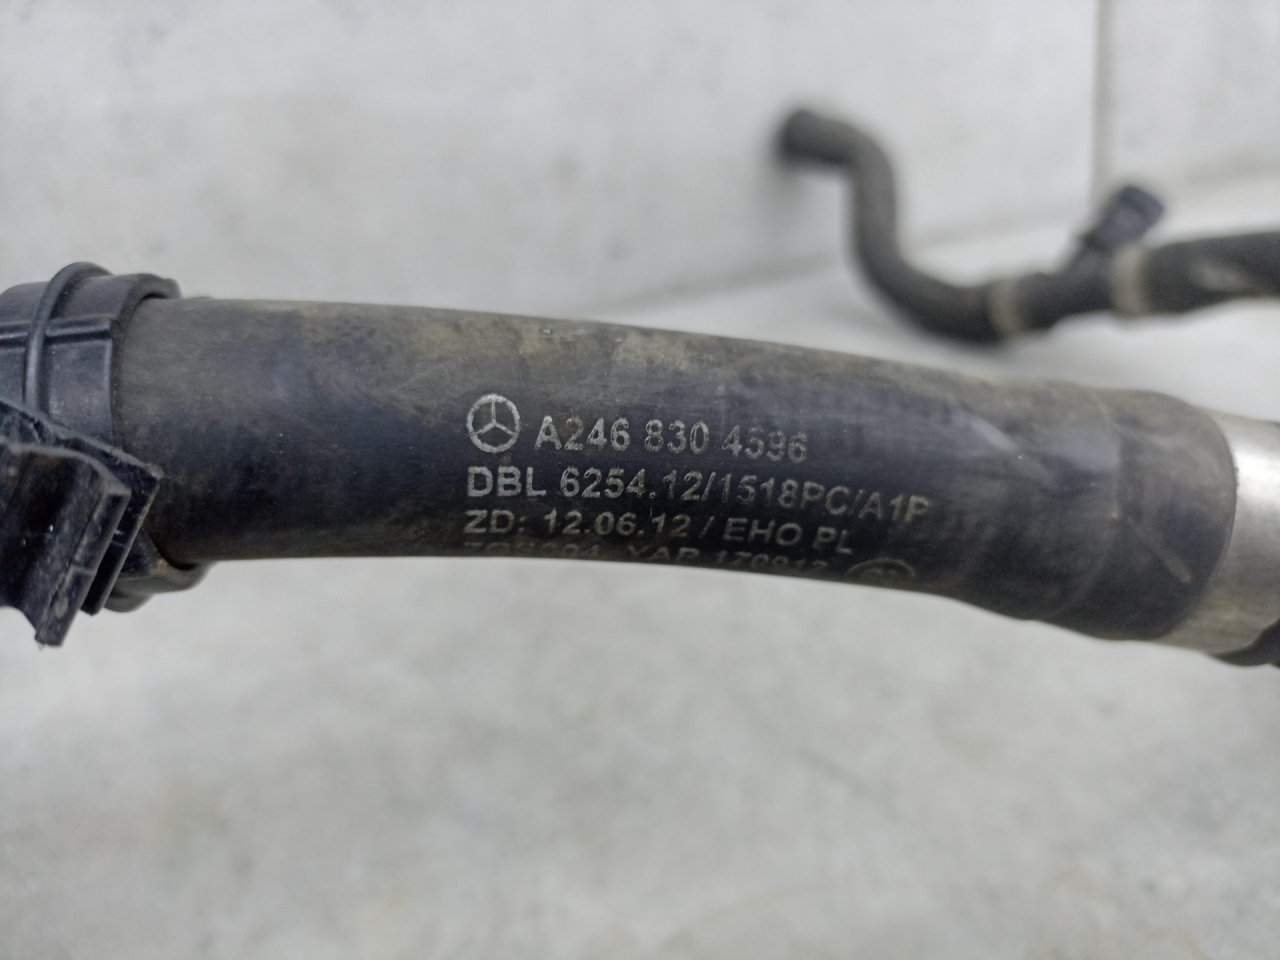 A246 830 4596
DBL 6254.12/1518PC/A1P
ZD: 12.06.12 / EHO PL